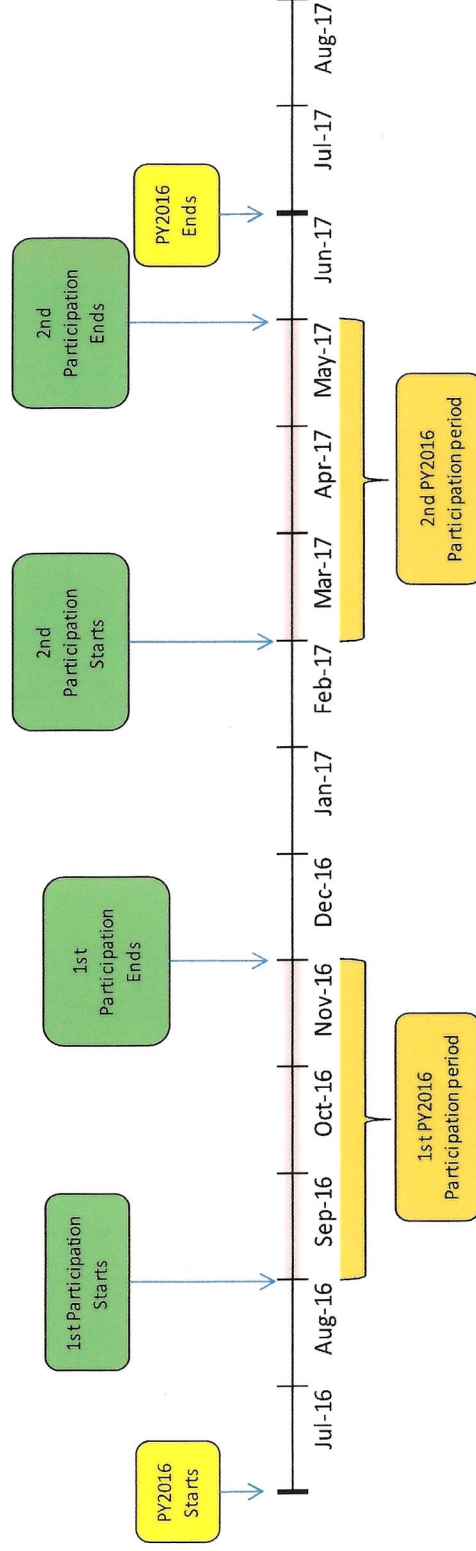 PY2016
Starts
1st Participation
Starts
1st
Participation
Ends
2nd
Participation
Starts
2nd
Participation
Ends
PY2016
Ends
Jul-16
Aug-16
Sep-16
Oct-16
Nov-16
Dec-16
Jan-17
Feb-17
Mar-17
Apr-17
May-17
Jun-17
Jul-17
Aug-17
1st PY2016
Participation period
2nd PY2016
Participation period